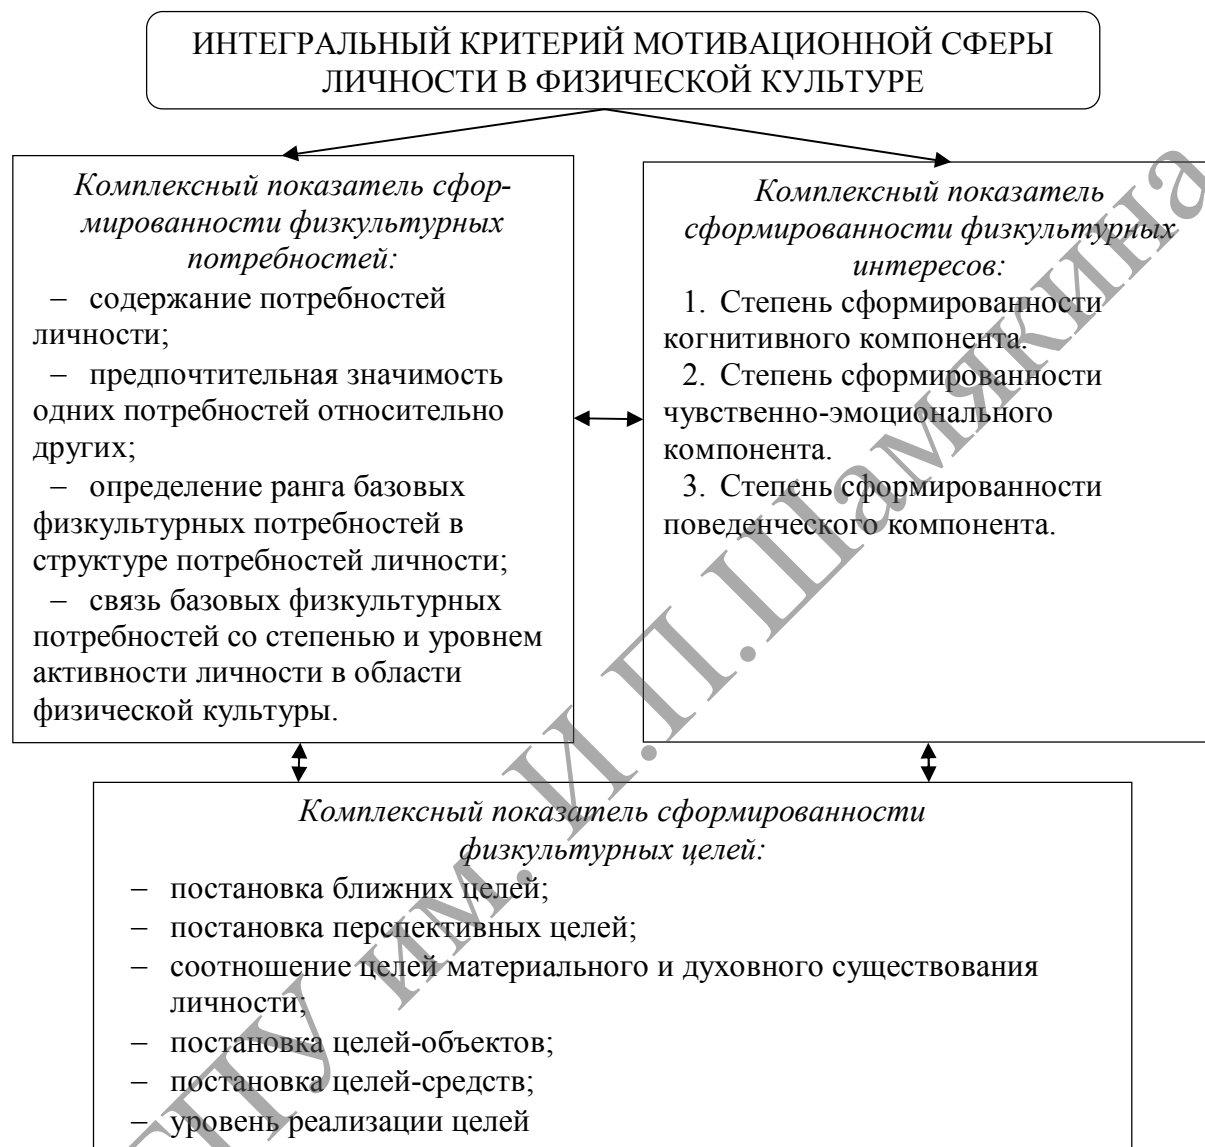 ИНТЕГРАЛЬНЫЙ КРИТЕРИЙ МОТИВАЦИОННОЙ СФЕРЫ
ЛИЧНОСТИ В ФИЗИЧЕСКОЙ КУЛЬТУРЕ
Комплексный показатель сфор-
мированности физкультурных
потребностей:
– содержание потребностей
личности;
– предпочтительная значимость
одних потребностей относительно
других;
– определение ранга базовых
физкультурных потребностей в
структуре потребностей личности;
– связь базовых физкультурных
потребностей со степенью и уровнем
активности личности в области
физической культуры.
Комплексный показатель
сформированности физкультурных
интересов:
1. Степень сформированности
когнитивного компонента.
2. Степень сформированности
чувственно-эмоционального
компонента.
3. Степень сформированности
поведенческого компонента.
Комплексный показатель сформированности
физкультурных целей:
– постановка ближних целей;
– постановка перспективных целей;
– соотношение целей материального и духовного существования
личности;
– постановка целей-объектов;
– постановка целей-средств;
– уровень реализации целей
ГПУ им. И.П.Шамякина